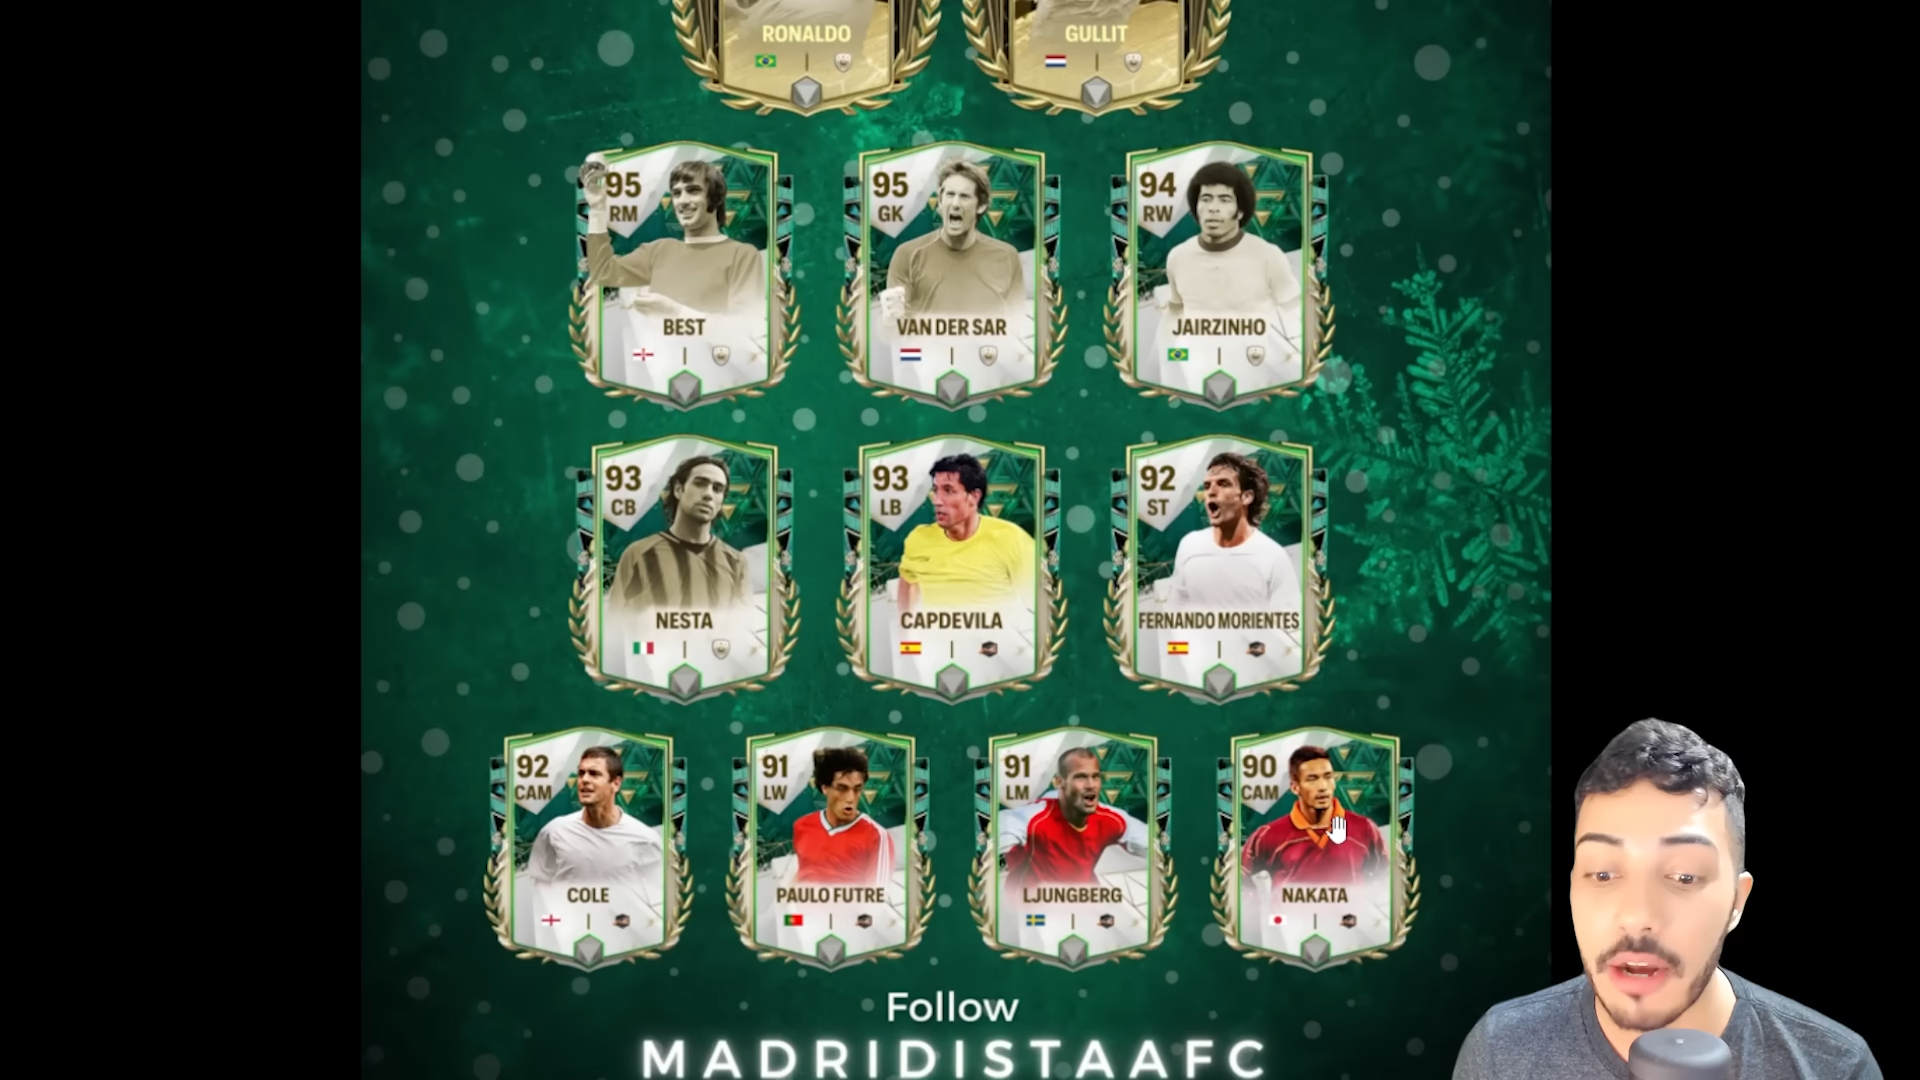 RONALDO
GULLIT
95
RM
BEST
95
GK
VAN DER SAR
94
RW
JAIRZINHO
93
CB
NESTA
93
LB
CAPDEVILA
92
ST
FERNANDO MORIENTES
92
CAM
COLE
91
LW
PAULO FUTRE
91
LM
LJUNGBERG
90
CAM
NAKATA
Follow
MADRIDISTAAFC